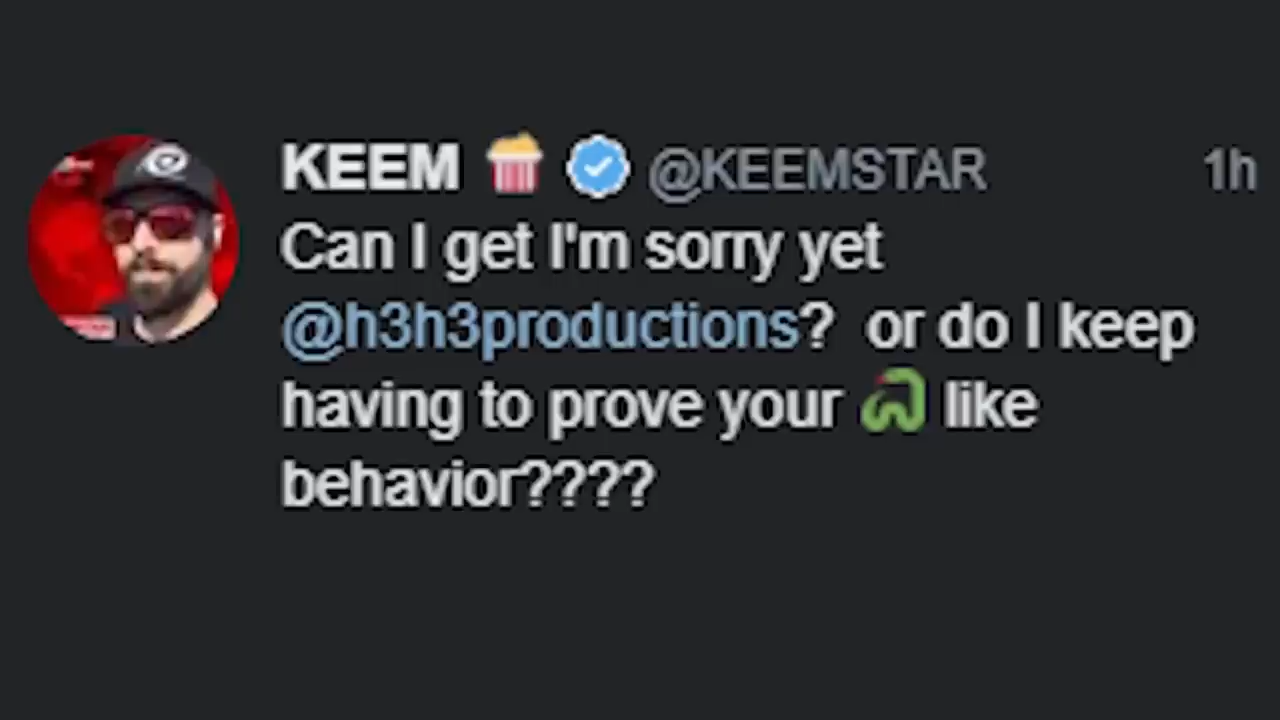 KEEM 🍿 @KEEMSTAR 1h
Can I get I'm sorry yet
@h3h3productions?  or do I keep
having to prove your 🐍 like
behavior????